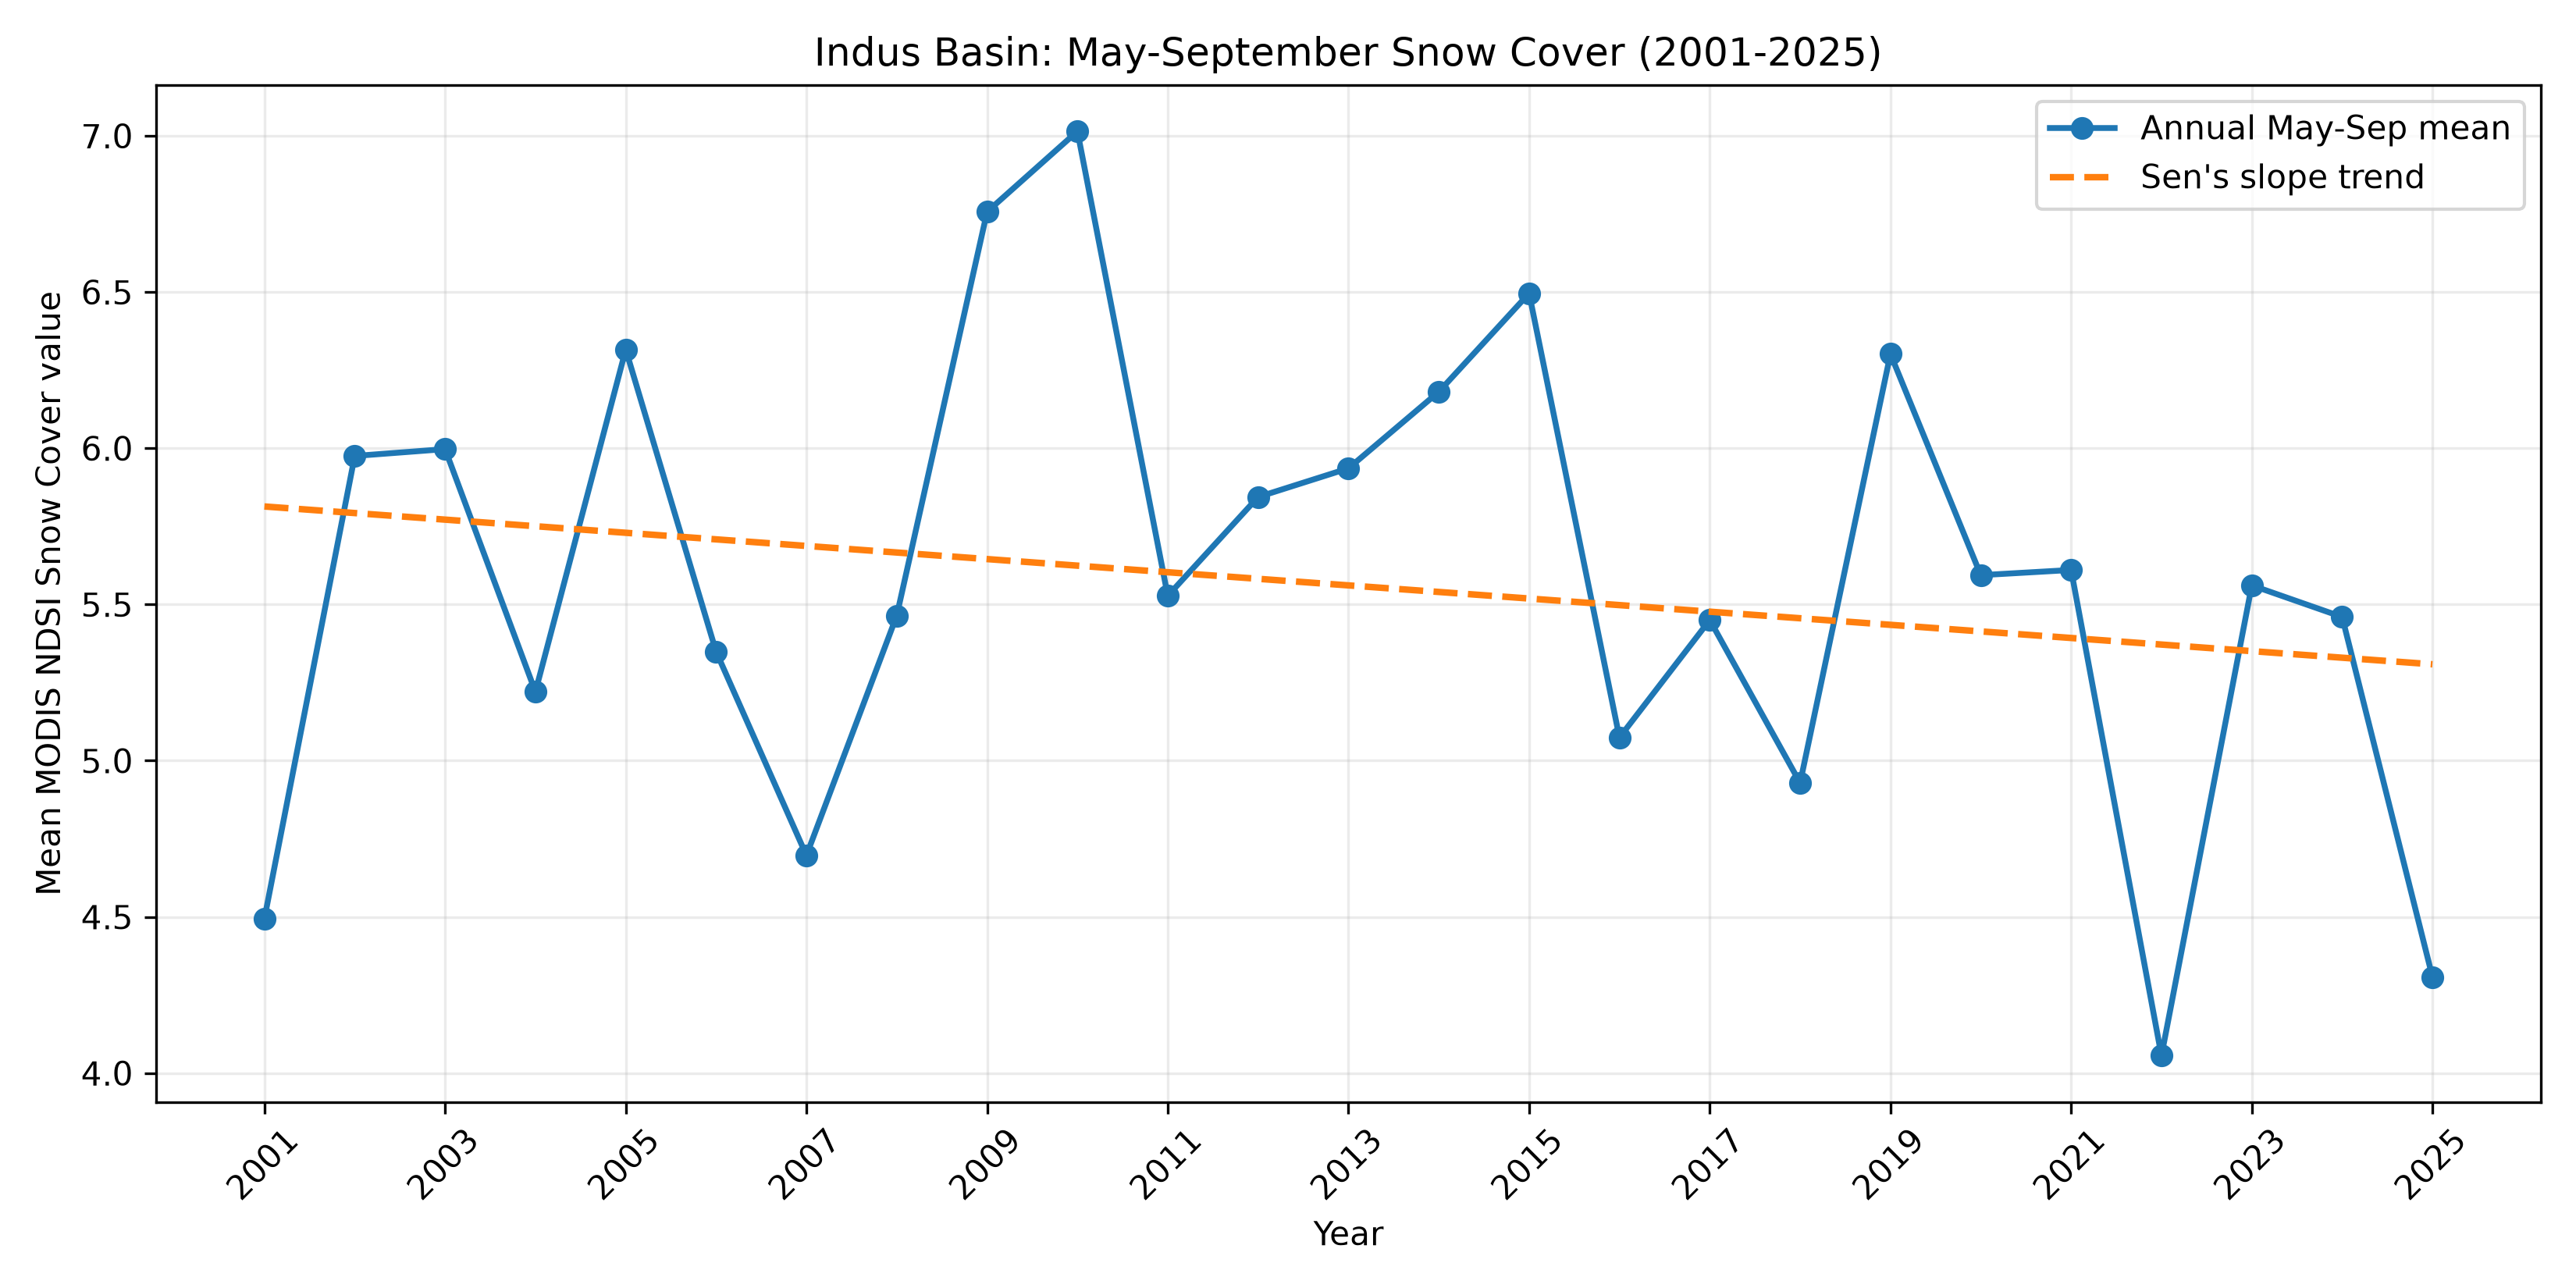 Indus Basin: May-September Snow Cover (2001-2025)
Annual May-Sep mean
Sen's slope trend
Mean MODIS NDSI Snow Cover value
7.0
6.5
6.0
5.5
5.0
4.5
4.0
2001 2003 2005 2007 2009 2011 2013 2015 2017 2019 2021 2023 2025
Year